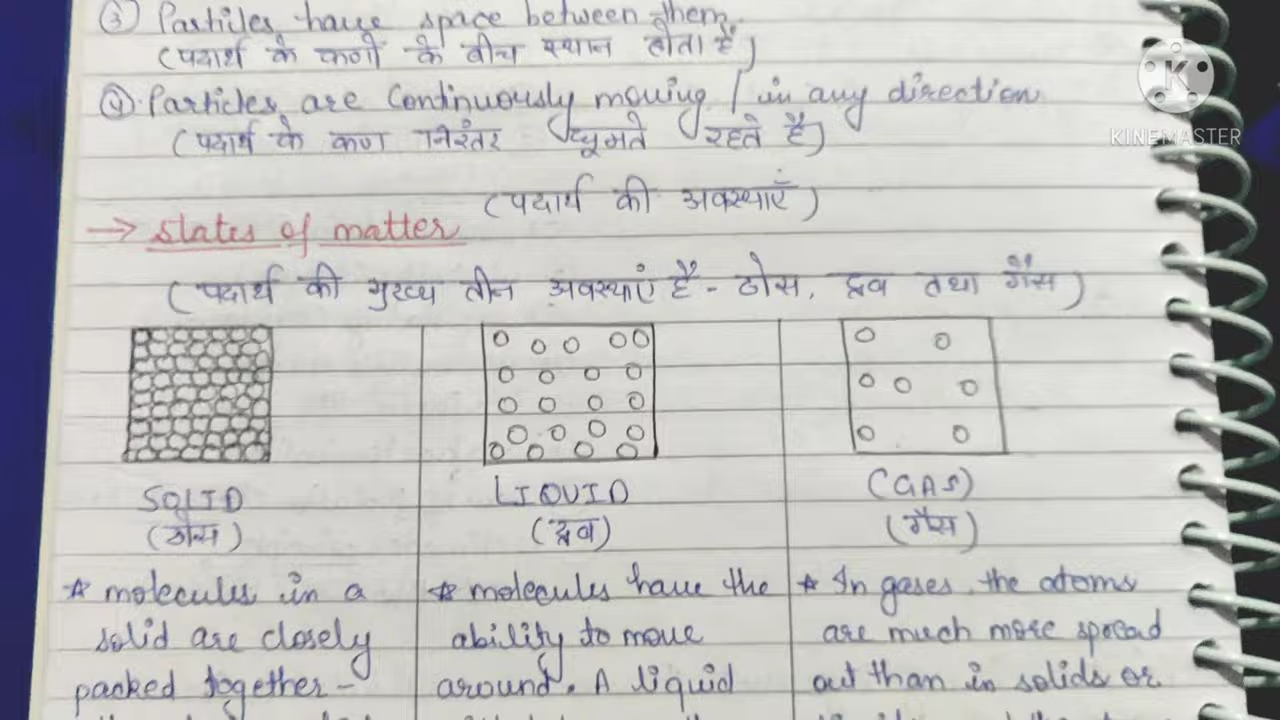 ③ Particles have space between them
(पदार्थ के कणों के बीच स्थान होता है)
④ Particles are continuously moving / in any direction
(पदार्थ के कण निरंतर घूमते रहते है)
(पदार्थ की अवस्थाएँ)
→ States of matter
(पदार्थ की मुख्य तीन अवस्थाएं हैं - ठोस, द्रव तथा गैस)
SOLID
(ठोस)
* molecules in a
solid are closely
packed together -
LIQUID
(द्रव)
* molecules have the
ability to move
around. A liquid
(GAS)
(गैस)
* In gases, the atoms
are much more spread
out than in solids or
K
KINEMASTER